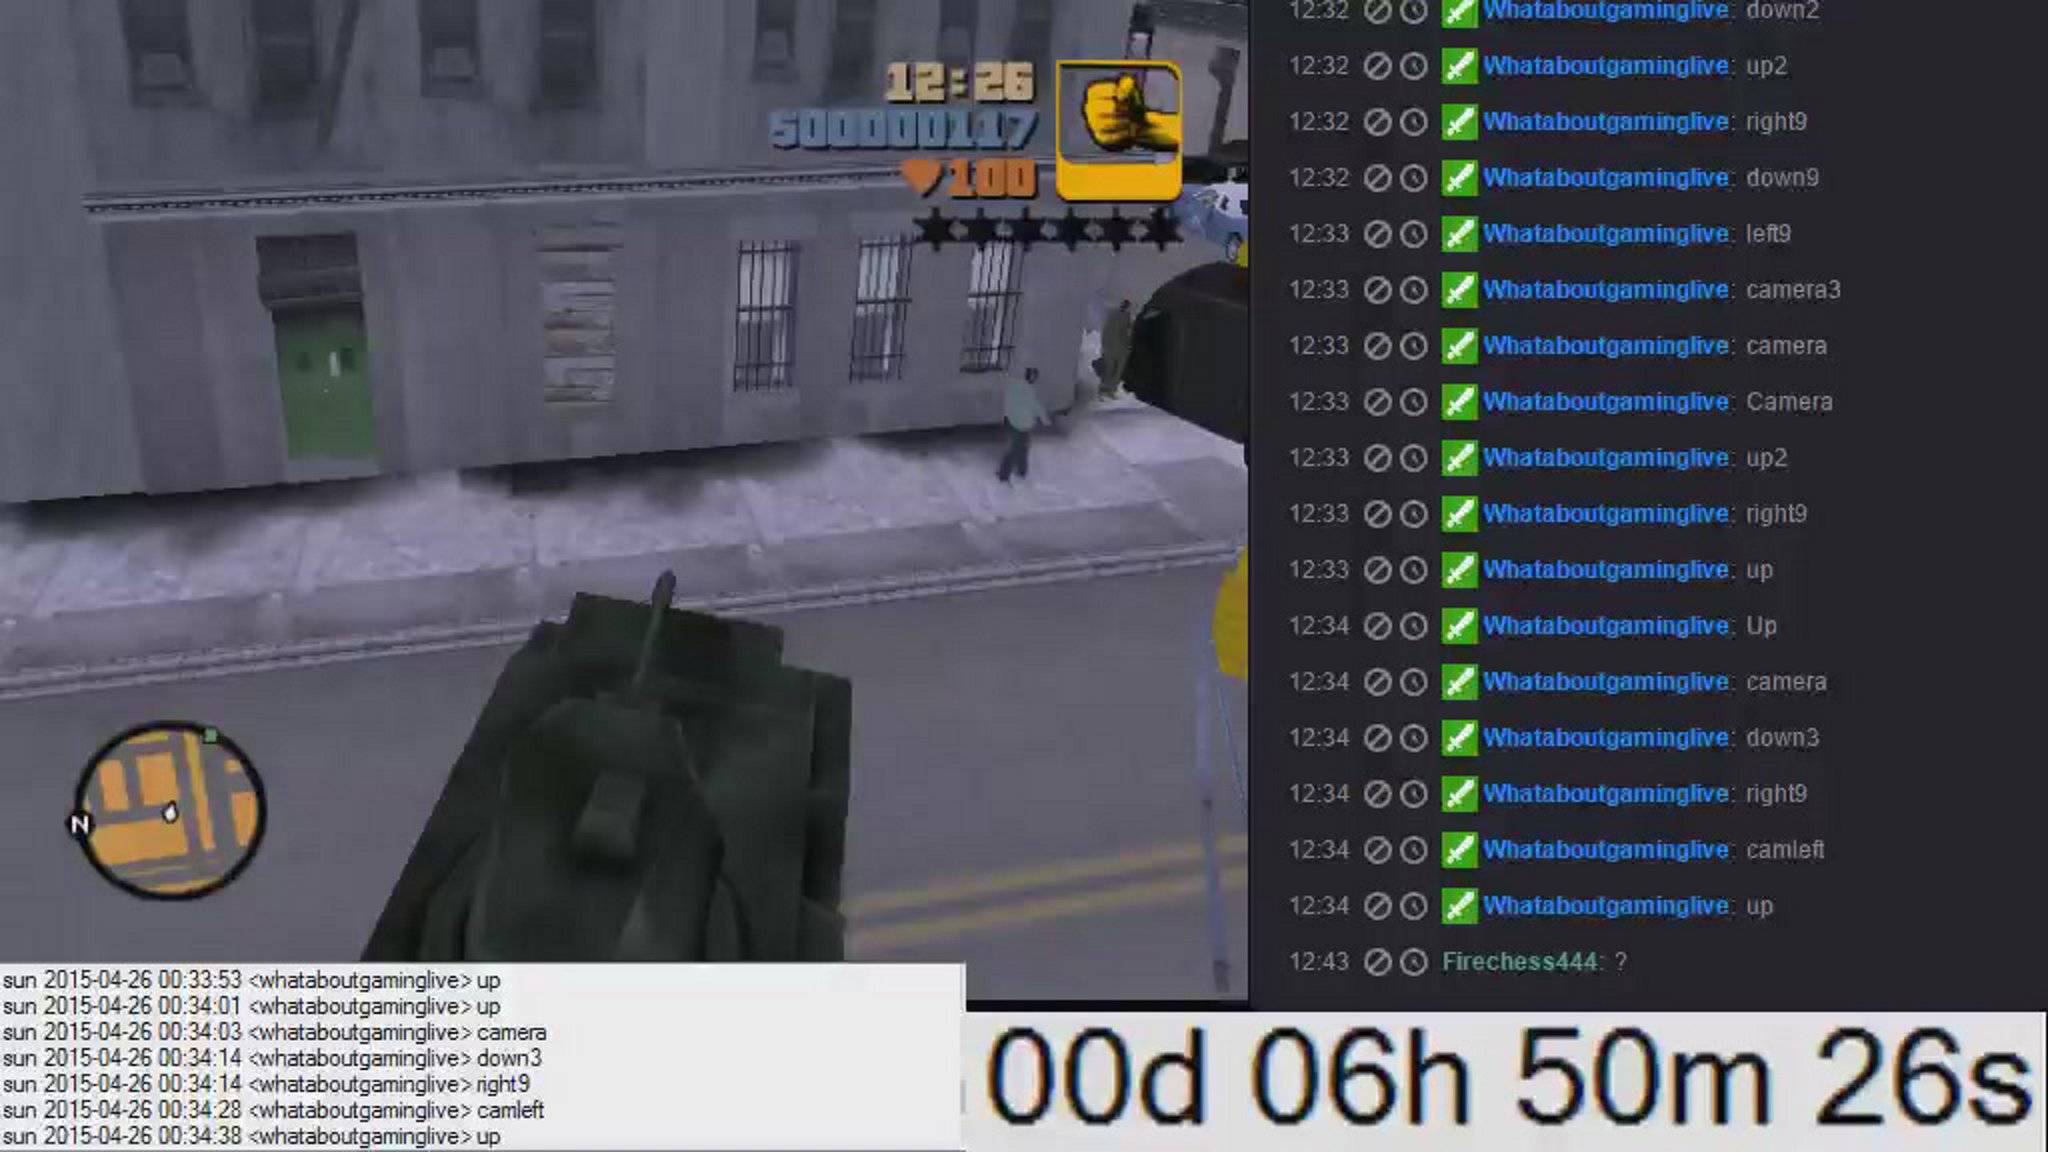 12:26
500000117
100
N
12:32 Whataboutgaminglive: down2
12:32 Whataboutgaminglive: up2
12:32 Whataboutgaminglive: right9
12:32 Whataboutgaminglive: down9
12:33 Whataboutgaminglive: left9
12:33 Whataboutgaminglive: camera3
12:33 Whataboutgaminglive: camera
12:33 Whataboutgaminglive: Camera
12:33 Whataboutgaminglive: up2
12:33 Whataboutgaminglive: right9
12:33 Whataboutgaminglive: up
12:34 Whataboutgaminglive: Up
12:34 Whataboutgaminglive: camera
12:34 Whataboutgaminglive: down3
12:34 Whataboutgaminglive: right9
12:34 Whataboutgaminglive: camleft
12:34 Whataboutgaminglive: up
12:43 Firechess444: ?
sun 2015-04-26 00:33:53 <whataboutgaminglive> up
sun 2015-04-26 00:34:01 <whataboutgaminglive> up
sun 2015-04-26 00:34:03 <whataboutgaminglive> camera
sun 2015-04-26 00:34:14 <whataboutgaminglive> down3
sun 2015-04-26 00:34:14 <whataboutgaminglive> right9
sun 2015-04-26 00:34:28 <whataboutgaminglive> camleft
sun 2015-04-26 00:34:38 <whataboutgaminglive> up
00d 06h 50m 26s